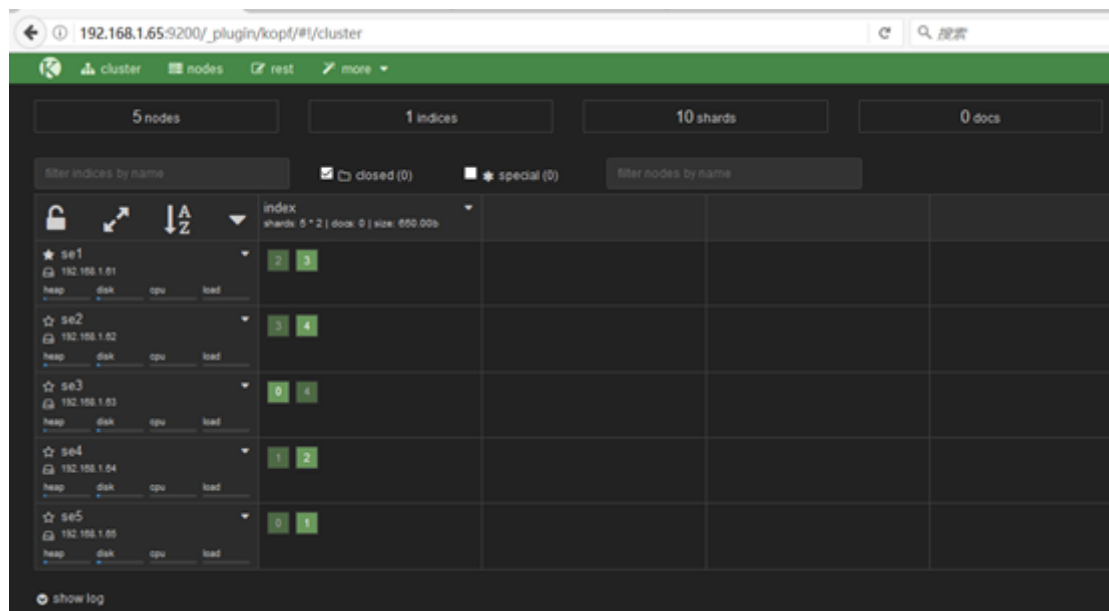 192.168.1.65:9200/_plugin/kopf/#!/cluster 搜索
cluster nodes rest more
5 nodes 1 indices 10 shards 0 docs
filter indices by name closed (0) special (0) filter nodes by name
index
shards: 5 * 2 | docs: 0 | size: 650.00b
se1 2 3
192.168.1.61
heap disk cpu load
se2 3 4
192.168.1.62
heap disk cpu load
se3 0 4
192.168.1.63
heap disk cpu load
se4 1 2
192.168.1.64
heap disk cpu load
se5 0 1
192.168.1.65
heap disk cpu load
show log